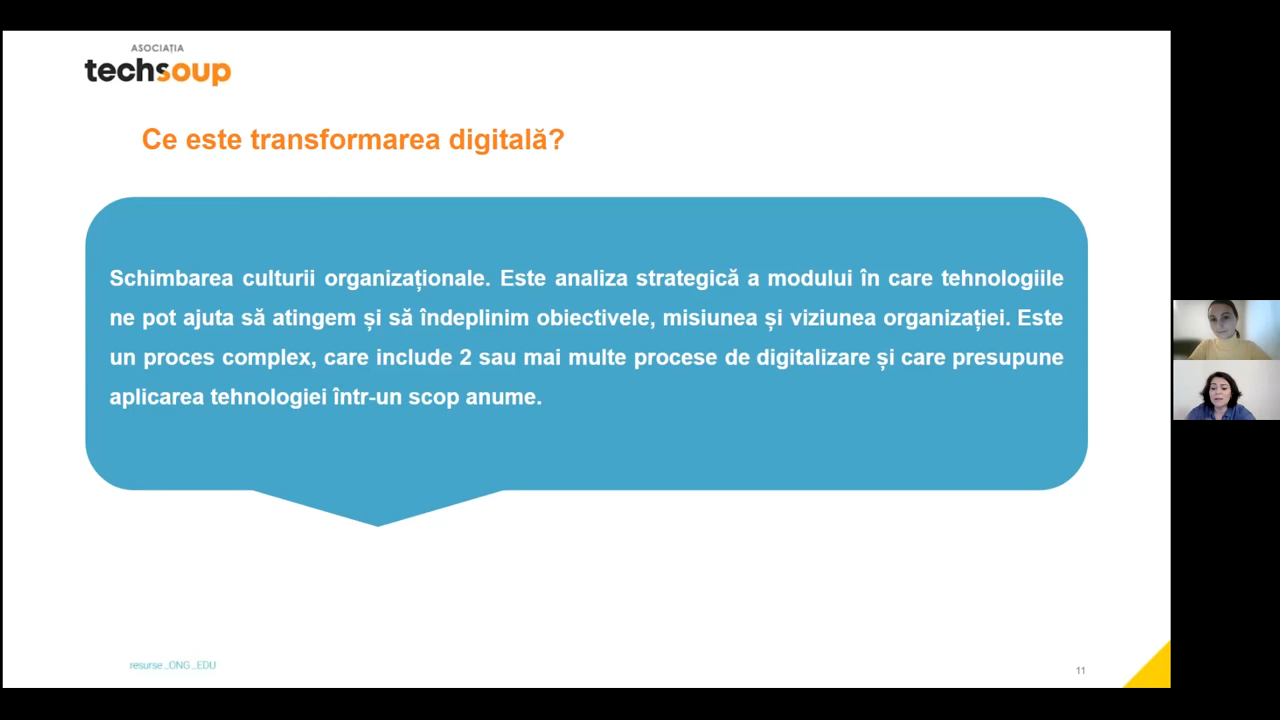 ASOCIAȚIA
techsoup
Ce este transformarea digitală?
Schimbarea culturii organizaționale. Este analiza strategică a modului în care tehnologiile
ne pot ajuta să atingem și să îndeplinim obiectivele, misiunea și viziunea organizației. Este
un proces complex, care include 2 sau mai multe procese de digitalizare și care presupune
aplicarea tehnologiei într-un scop anume.
resurse_ONG_EDU
11